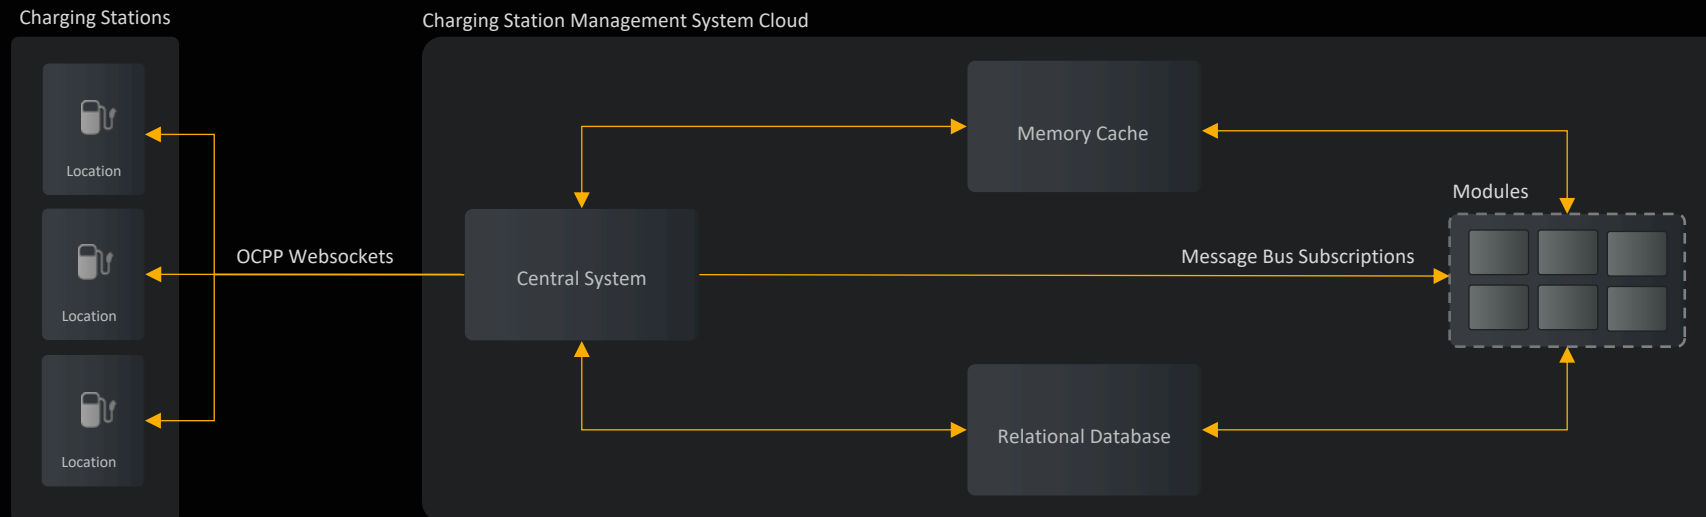 Charging Stations
Charging Station Management System Cloud
Location
Location
Location
OCPP Websockets
Central System
Memory Cache
Message Bus Subscriptions
Modules
Relational Database